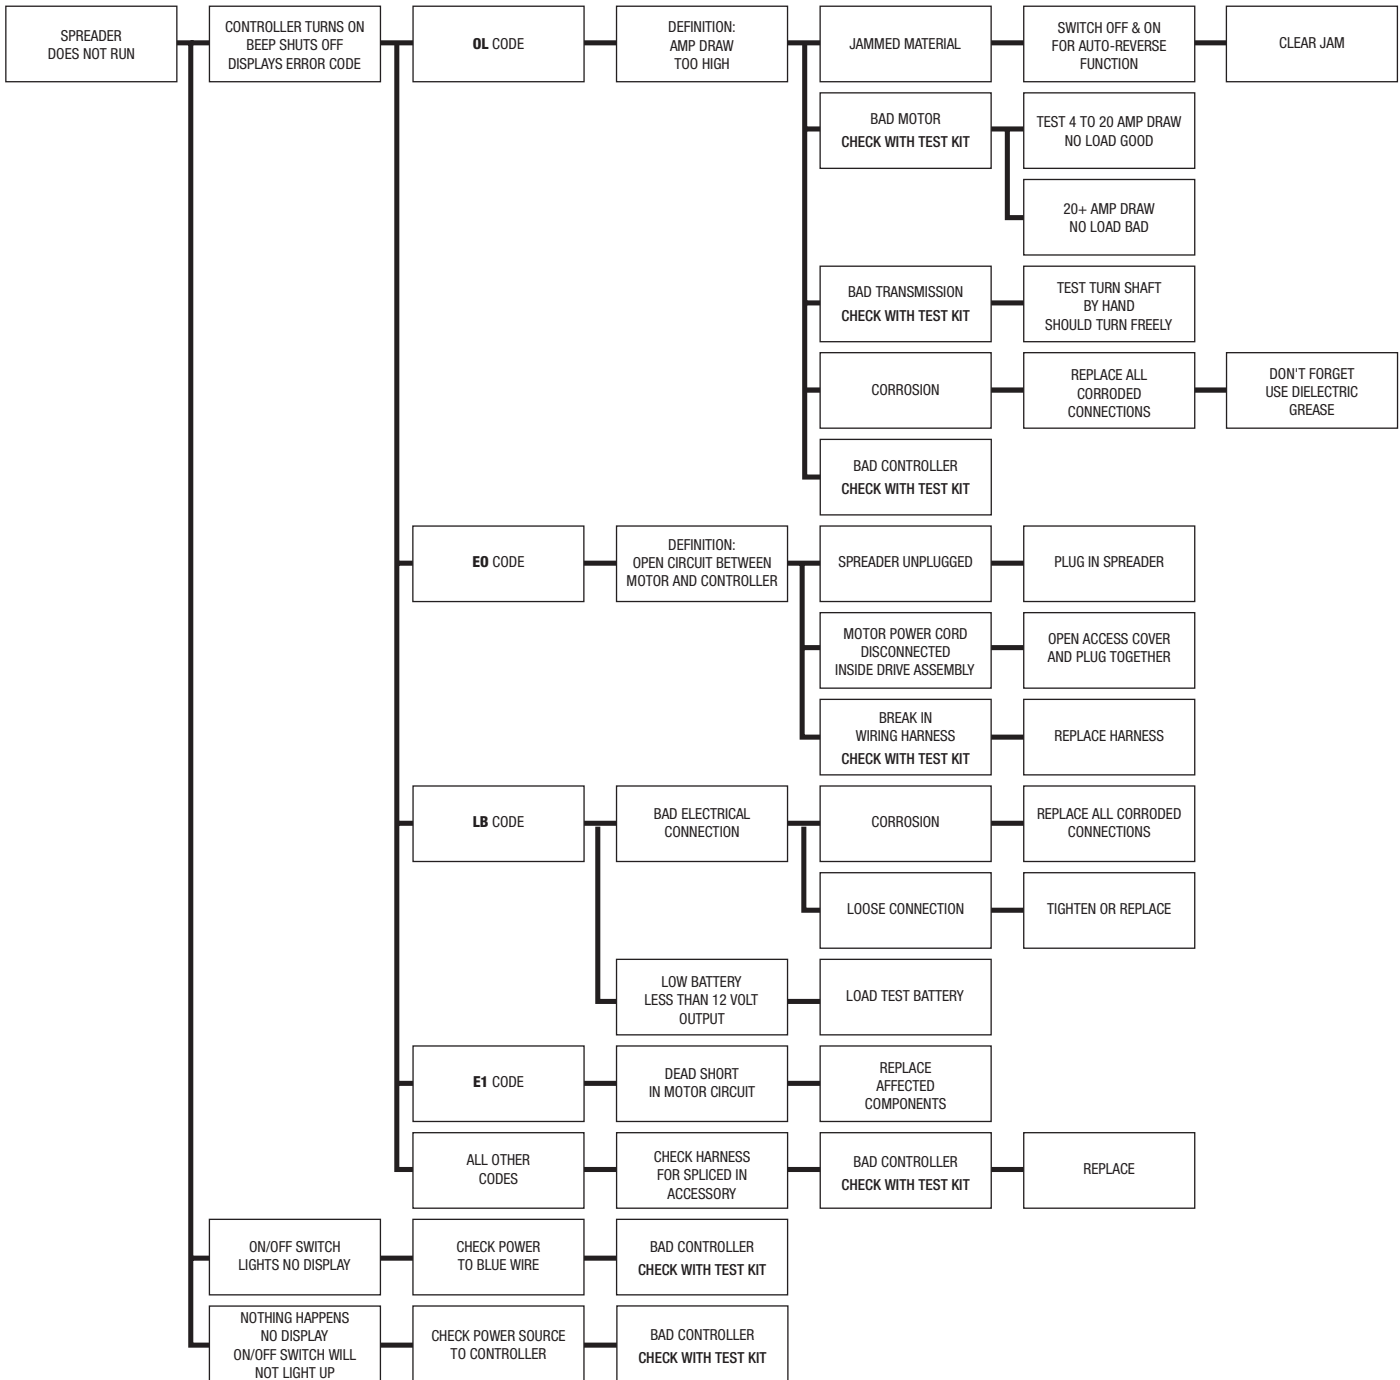 SPREADER
DOES NOT RUN
CONTROLLER TURNS ON
BEEP SHUTS OFF
DISPLAYS ERROR CODE
OL CODE
DEFINITION:
AMP DRAW
TOO HIGH
JAMMED MATERIAL
SWITCH OFF & ON
FOR AUTO-REVERSE
FUNCTION
CLEAR JAM
BAD MOTOR
CHECK WITH TEST KIT
TEST 4 TO 20 AMP DRAW
NO LOAD GOOD
20+ AMP DRAW
NO LOAD BAD
BAD TRANSMISSION
CHECK WITH TEST KIT
TEST TURN SHAFT
BY HAND
SHOULD TURN FREELY
CORROSION
REPLACE ALL
CORRODED
CONNECTIONS
DON'T FORGET
USE DIELECTRIC
GREASE
BAD CONTROLLER
CHECK WITH TEST KIT
EO CODE
DEFINITION:
OPEN CIRCUIT BETWEEN
MOTOR AND CONTROLLER
SPREADER UNPLUGGED
PLUG IN SPREADER
MOTOR POWER CORD
DISCONNECTED
INSIDE DRIVE ASSEMBLY
OPEN ACCESS COVER
AND PLUG TOGETHER
BREAK IN
WIRING HARNESS
CHECK WITH TEST KIT
REPLACE HARNESS
LB CODE
BAD ELECTRICAL
CONNECTION
CORROSION
REPLACE ALL CORRODED
CONNECTIONS
LOOSE CONNECTION
TIGHTEN OR REPLACE
LOW BATTERY
LESS THAN 12 VOLT
OUTPUT
LOAD TEST BATTERY
E1 CODE
DEAD SHORT
IN MOTOR CIRCUIT
REPLACE
AFFECTED
COMPONENTS
ALL OTHER
CODES
CHECK HARNESS
FOR SPLICED IN
ACCESSORY
BAD CONTROLLER
CHECK WITH TEST KIT
REPLACE
ON/OFF SWITCH
LIGHTS NO DISPLAY
CHECK POWER
TO BLUE WIRE
BAD CONTROLLER
CHECK WITH TEST KIT
NOTHING HAPPENS
NO DISPLAY
ON/OFF SWITCH WILL
NOT LIGHT UP
CHECK POWER SOURCE
TO CONTROLLER
BAD CONTROLLER
CHECK WITH TEST KIT